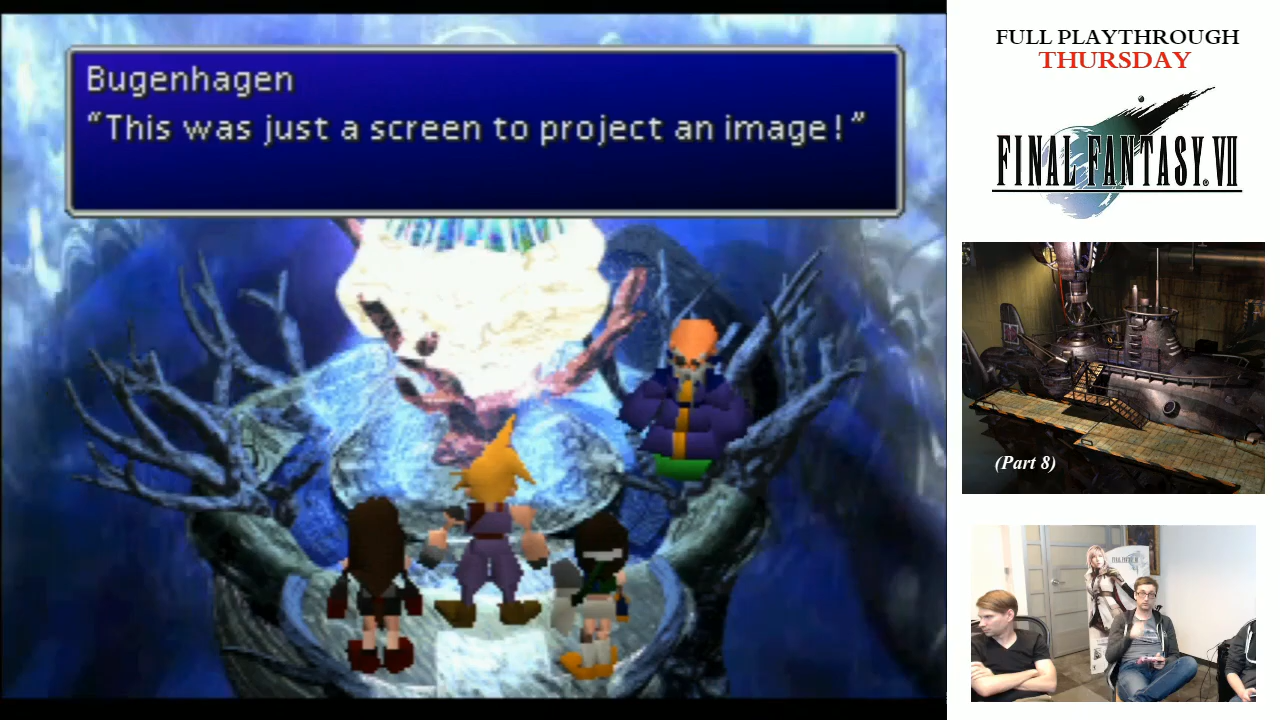 Bugenhagen
“This was just a screen to project an image!”
FULL PLAYTHROUGH
THURSDAY
FINAL FANTASY. VII
(Part 8)